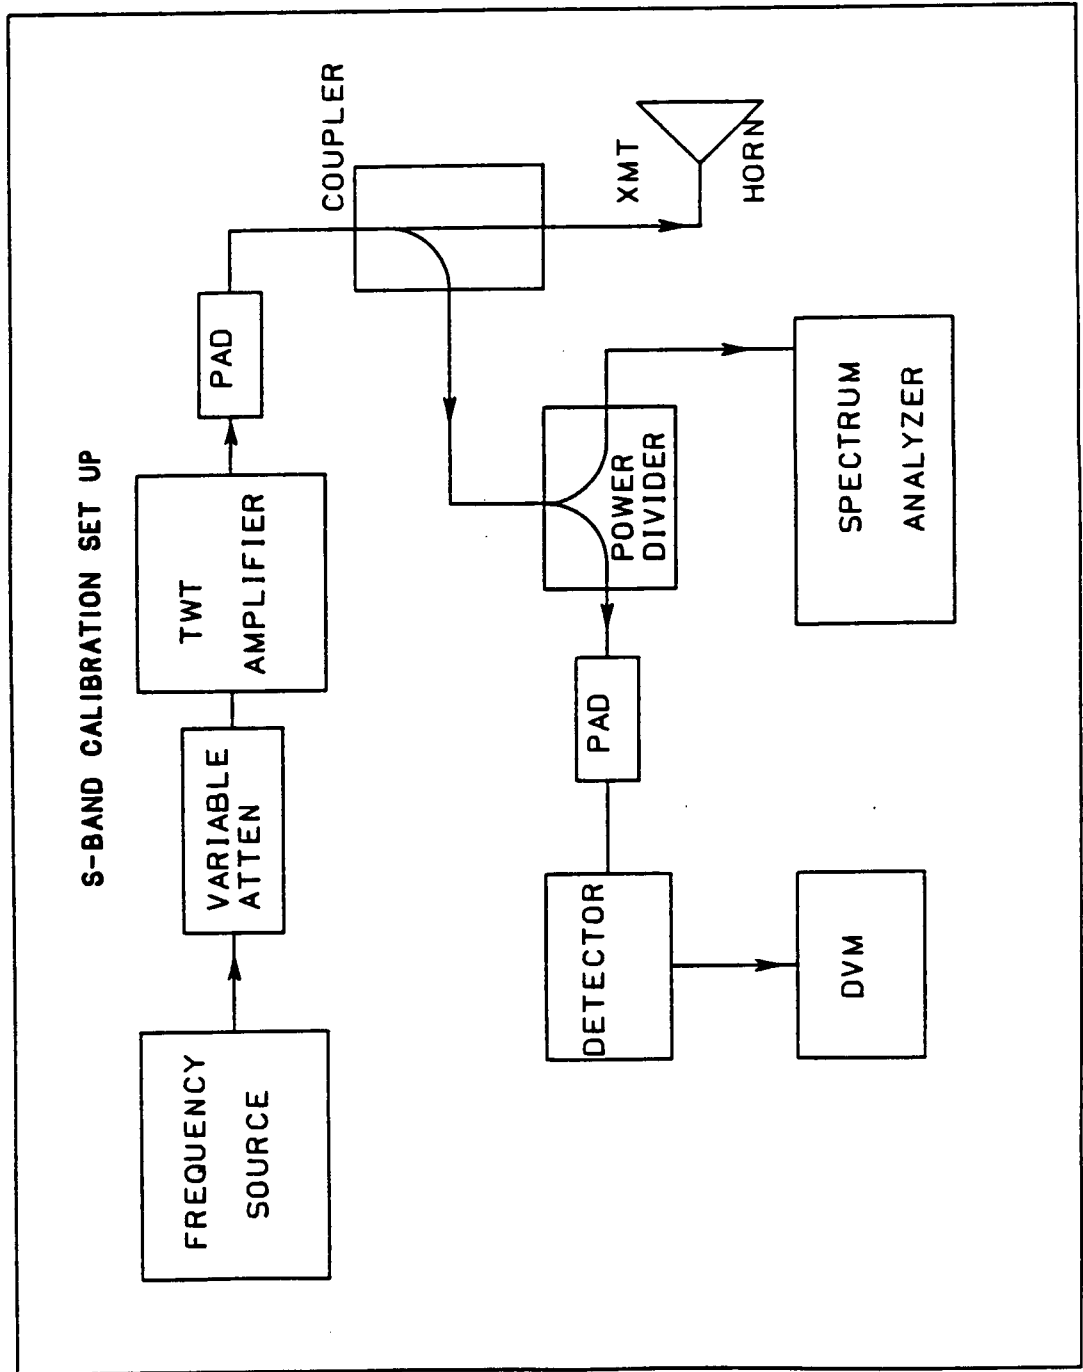 S-BAND CALIBRATION SET UP
FREQUENCY
SOURCE
VARIABLE
ATTEN
TWT
AMPLIFIER
PAD
COUPLER
XMT
HORN
POWER
DIVIDER
PAD
DETECTOR
DVM
SPECTRUM
ANALYZER